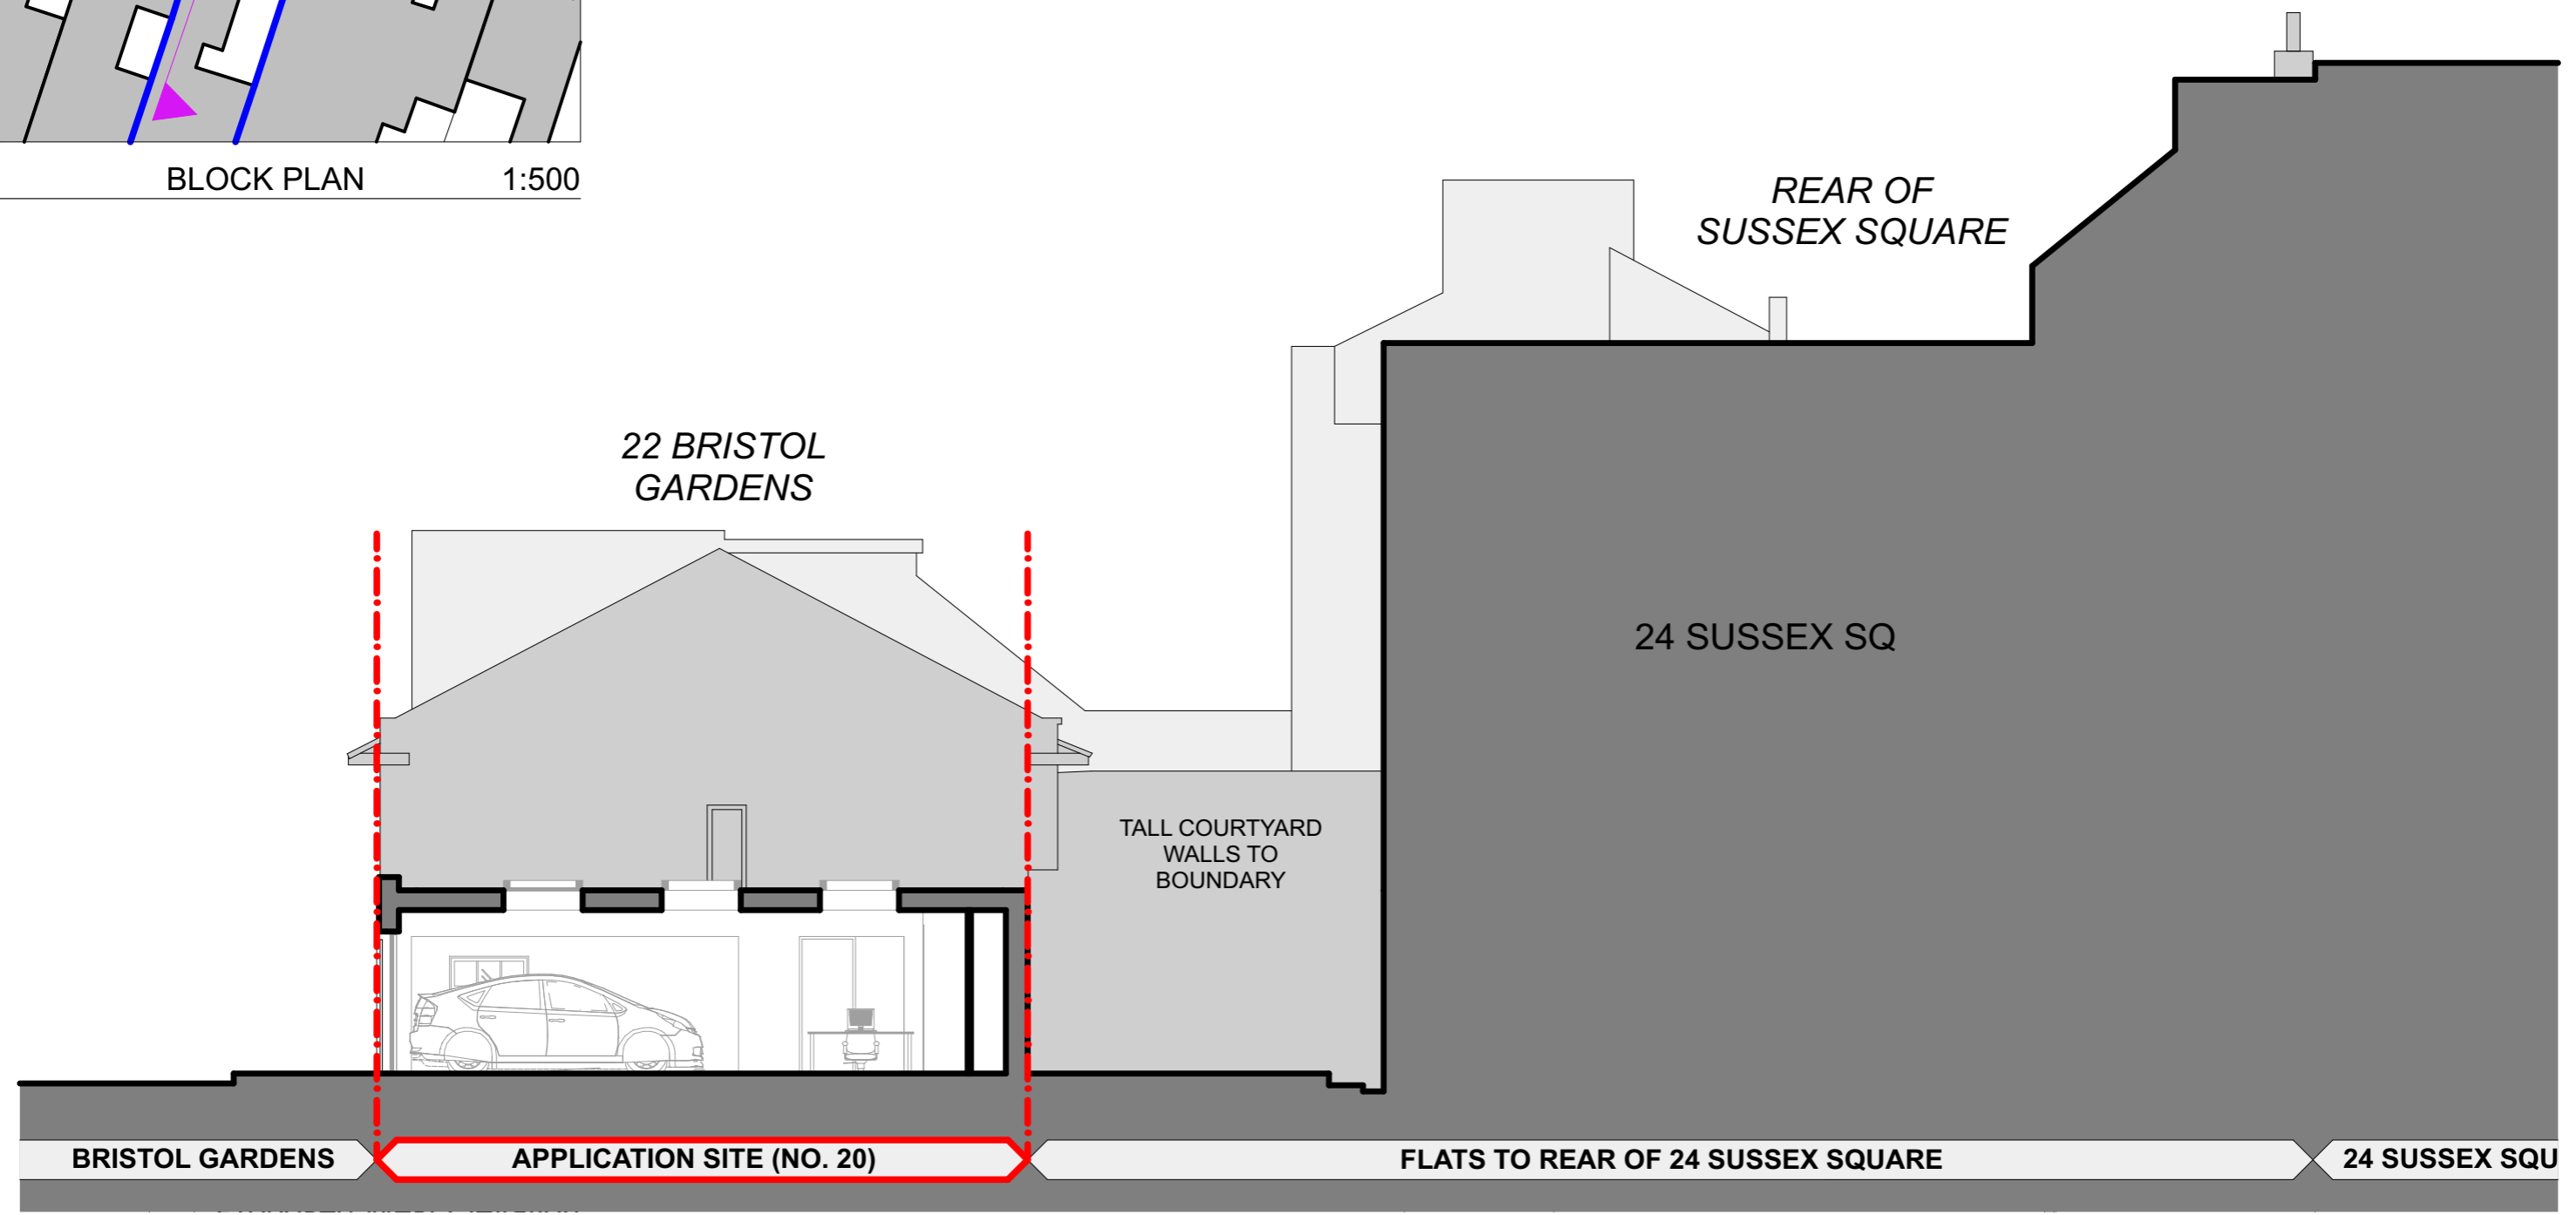 BLOCK PLAN 1:500
REAR OF
SUSSEX SQUARE
22 BRISTOL
GARDENS
24 SUSSEX SQ
TALL COURTYARD
WALLS TO
BOUNDARY
BRISTOL GARDENS
APPLICATION SITE (NO. 20)
FLATS TO REAR OF 24 SUSSEX SQUARE
24 SUSSEX SQU